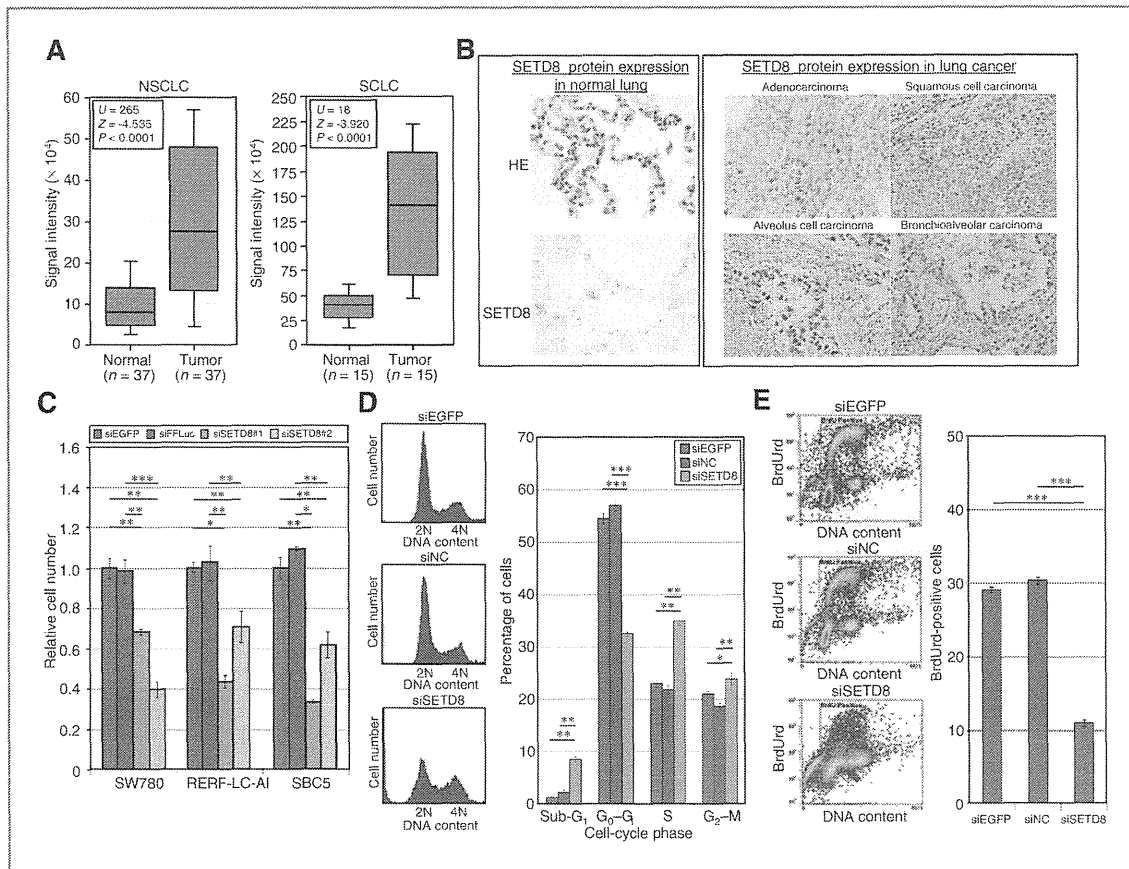 A
NSCLC
U = 265
Z = -4.535
P < 0.0001
Signal intensity (× 10⁴)
60
50
40
30
20
10
0
Normal
(n = 37)
Tumor
(n = 37)
SCLC
U = 16
Z = -3.920
P < 0.0001
Signal intensity (× 10⁴)
250
225
200
175
150
125
100
75
50
25
0
Normal
(n = 15)
Tumor
(n = 15)
B
SETD8 protein expression
in normal lung
HE
SETD8
SETD8 protein expression in lung cancer
Adenocarcinoma
Squamous cell carcinoma
Alveolus cell carcinoma
Bronchioalveolar carcinoma
C
siEGFP siFFLuc siSETD8#1 siSETD8#2
Relative cell number
1.6
1.4
1.2
1.0
0.8
0.6
0.4
0.2
0
***
**
**
**
**
**
**
*
**
**
*
**
SW780
RERF-LC-AI
SBC5
D
siEGFP
Cell number
2N 4N
DNA content
siNC
Cell number
2N 4N
DNA content
siSETD8
Cell number
2N 4N
DNA content
siEGFP
siNC
siSETD8
Percentage of cells
70
60
50
40
30
20
10
0
**
**
***
***
**
**
**
*
Sub-G₁
G₀–G₁
S
G₂–M
Cell-cycle phase
E
siEGFP
BrdUrd
DNA content
siNC
BrdUrd
DNA content
siSETD8
BrdUrd
DNA content
BrdUrd-positive cells
50
40
30
20
10
0
***
***
siEGFP
siNC
siSETD8